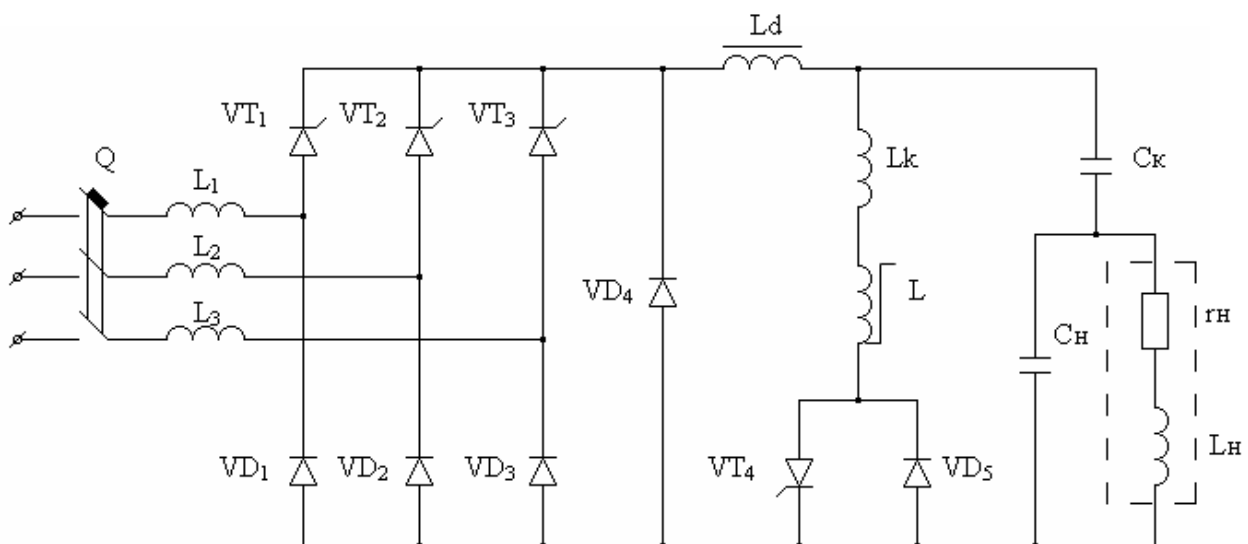 Ld
VT₁
VT₂
VT₃
Q
L₁
Lk
Cк
L₂
L₃
VD₄
L
Cн
rн
Lн
VD₁
VD₂
VD₃
VT₄
VD₅